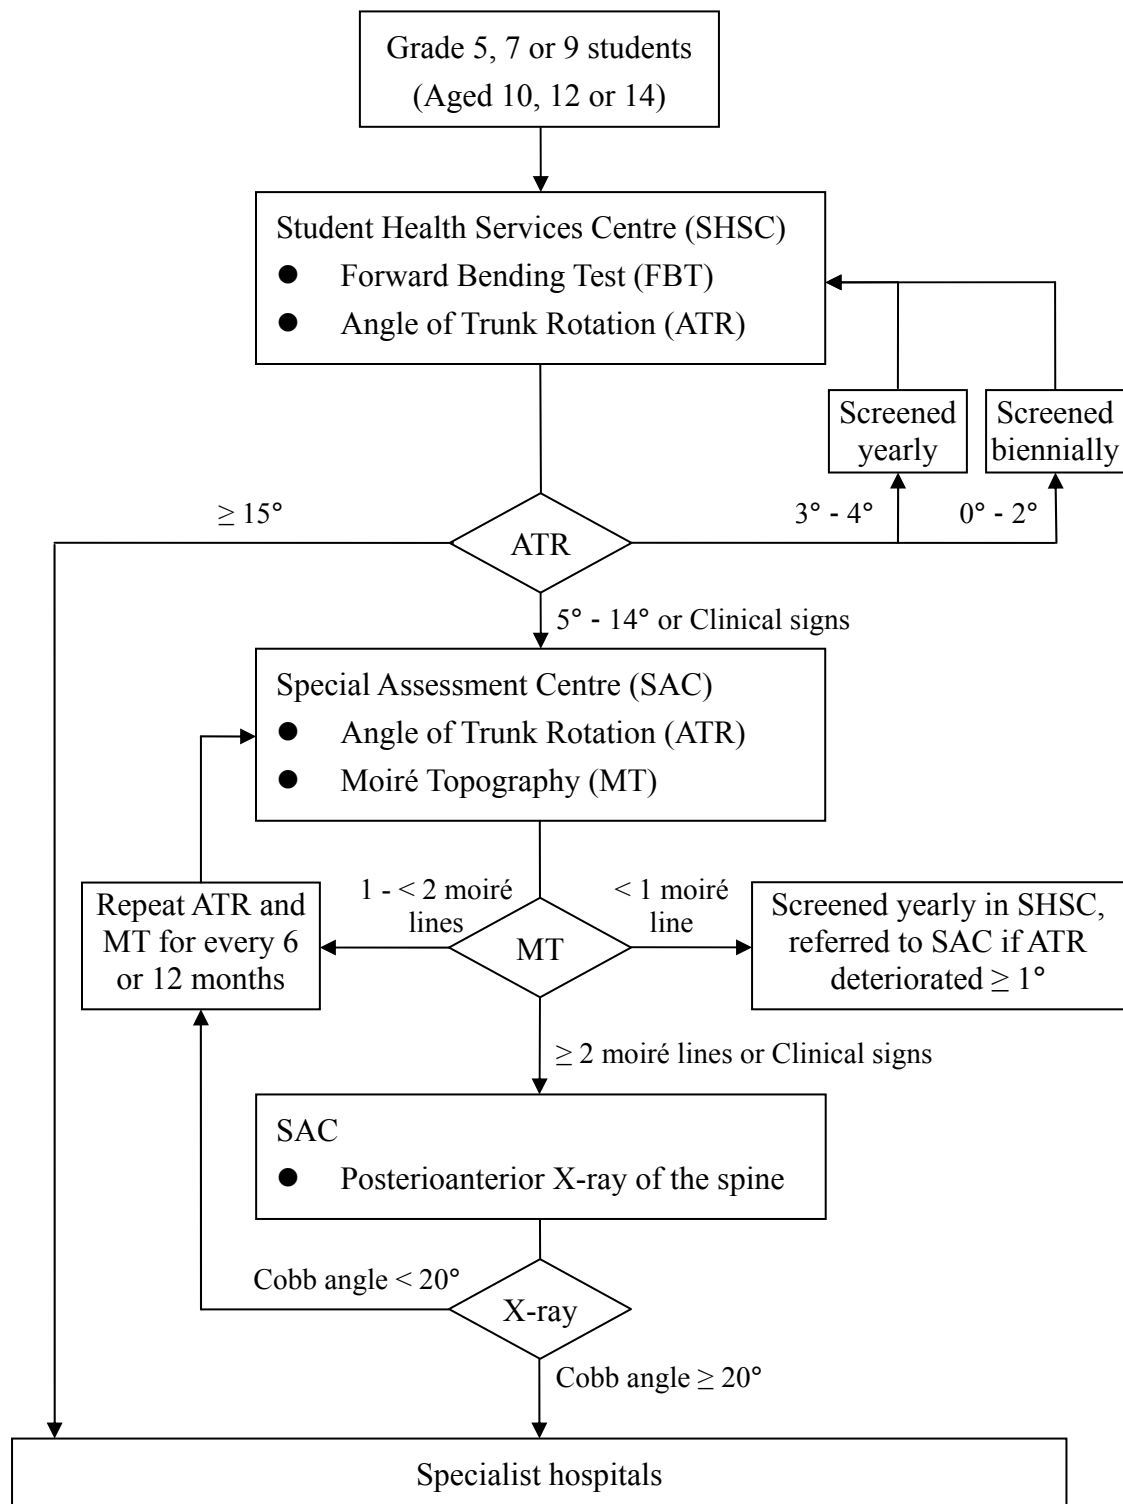 Grade 5, 7 or 9 students
(Aged 10, 12 or 14)
Student Health Services Centre (SHSC)
● Forward Bending Test (FBT)
● Angle of Trunk Rotation (ATR)
Screened
yearly
Screened
biennially
≥ 15°
3° - 4°
0° - 2°
ATR
5° - 14° or Clinical signs
Special Assessment Centre (SAC)
● Angle of Trunk Rotation (ATR)
● Moiré Topography (MT)
Repeat ATR and
MT for every 6
or 12 months
1 - < 2 moiré
lines
MT
< 1 moiré
line
Screened yearly in SHSC,
referred to SAC if ATR
deteriorated ≥ 1°
≥ 2 moiré lines or Clinical signs
SAC
● Posterioanterior X-ray of the spine
Cobb angle < 20°
X-ray
Cobb angle ≥ 20°
Specialist hospitals